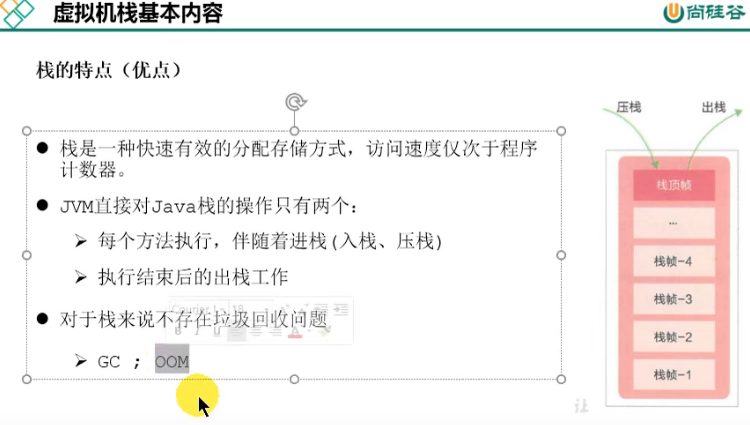 虚拟机栈基本内容
尚硅谷
栈的特点（优点）
● 栈是一种快速有效的分配存储方式，访问速度仅次于程序
计数器。
● JVM直接对Java栈的操作只有两个：
➢ 每个方法执行，伴随着进栈(入栈、压栈)
➢ 执行结束后的出栈工作
● 对于栈来说不存在垃圾回收问题
➢ GC ; OOM
压栈
出栈
栈顶帧
...
栈帧-4
栈帧-3
栈帧-2
栈帧-1
让